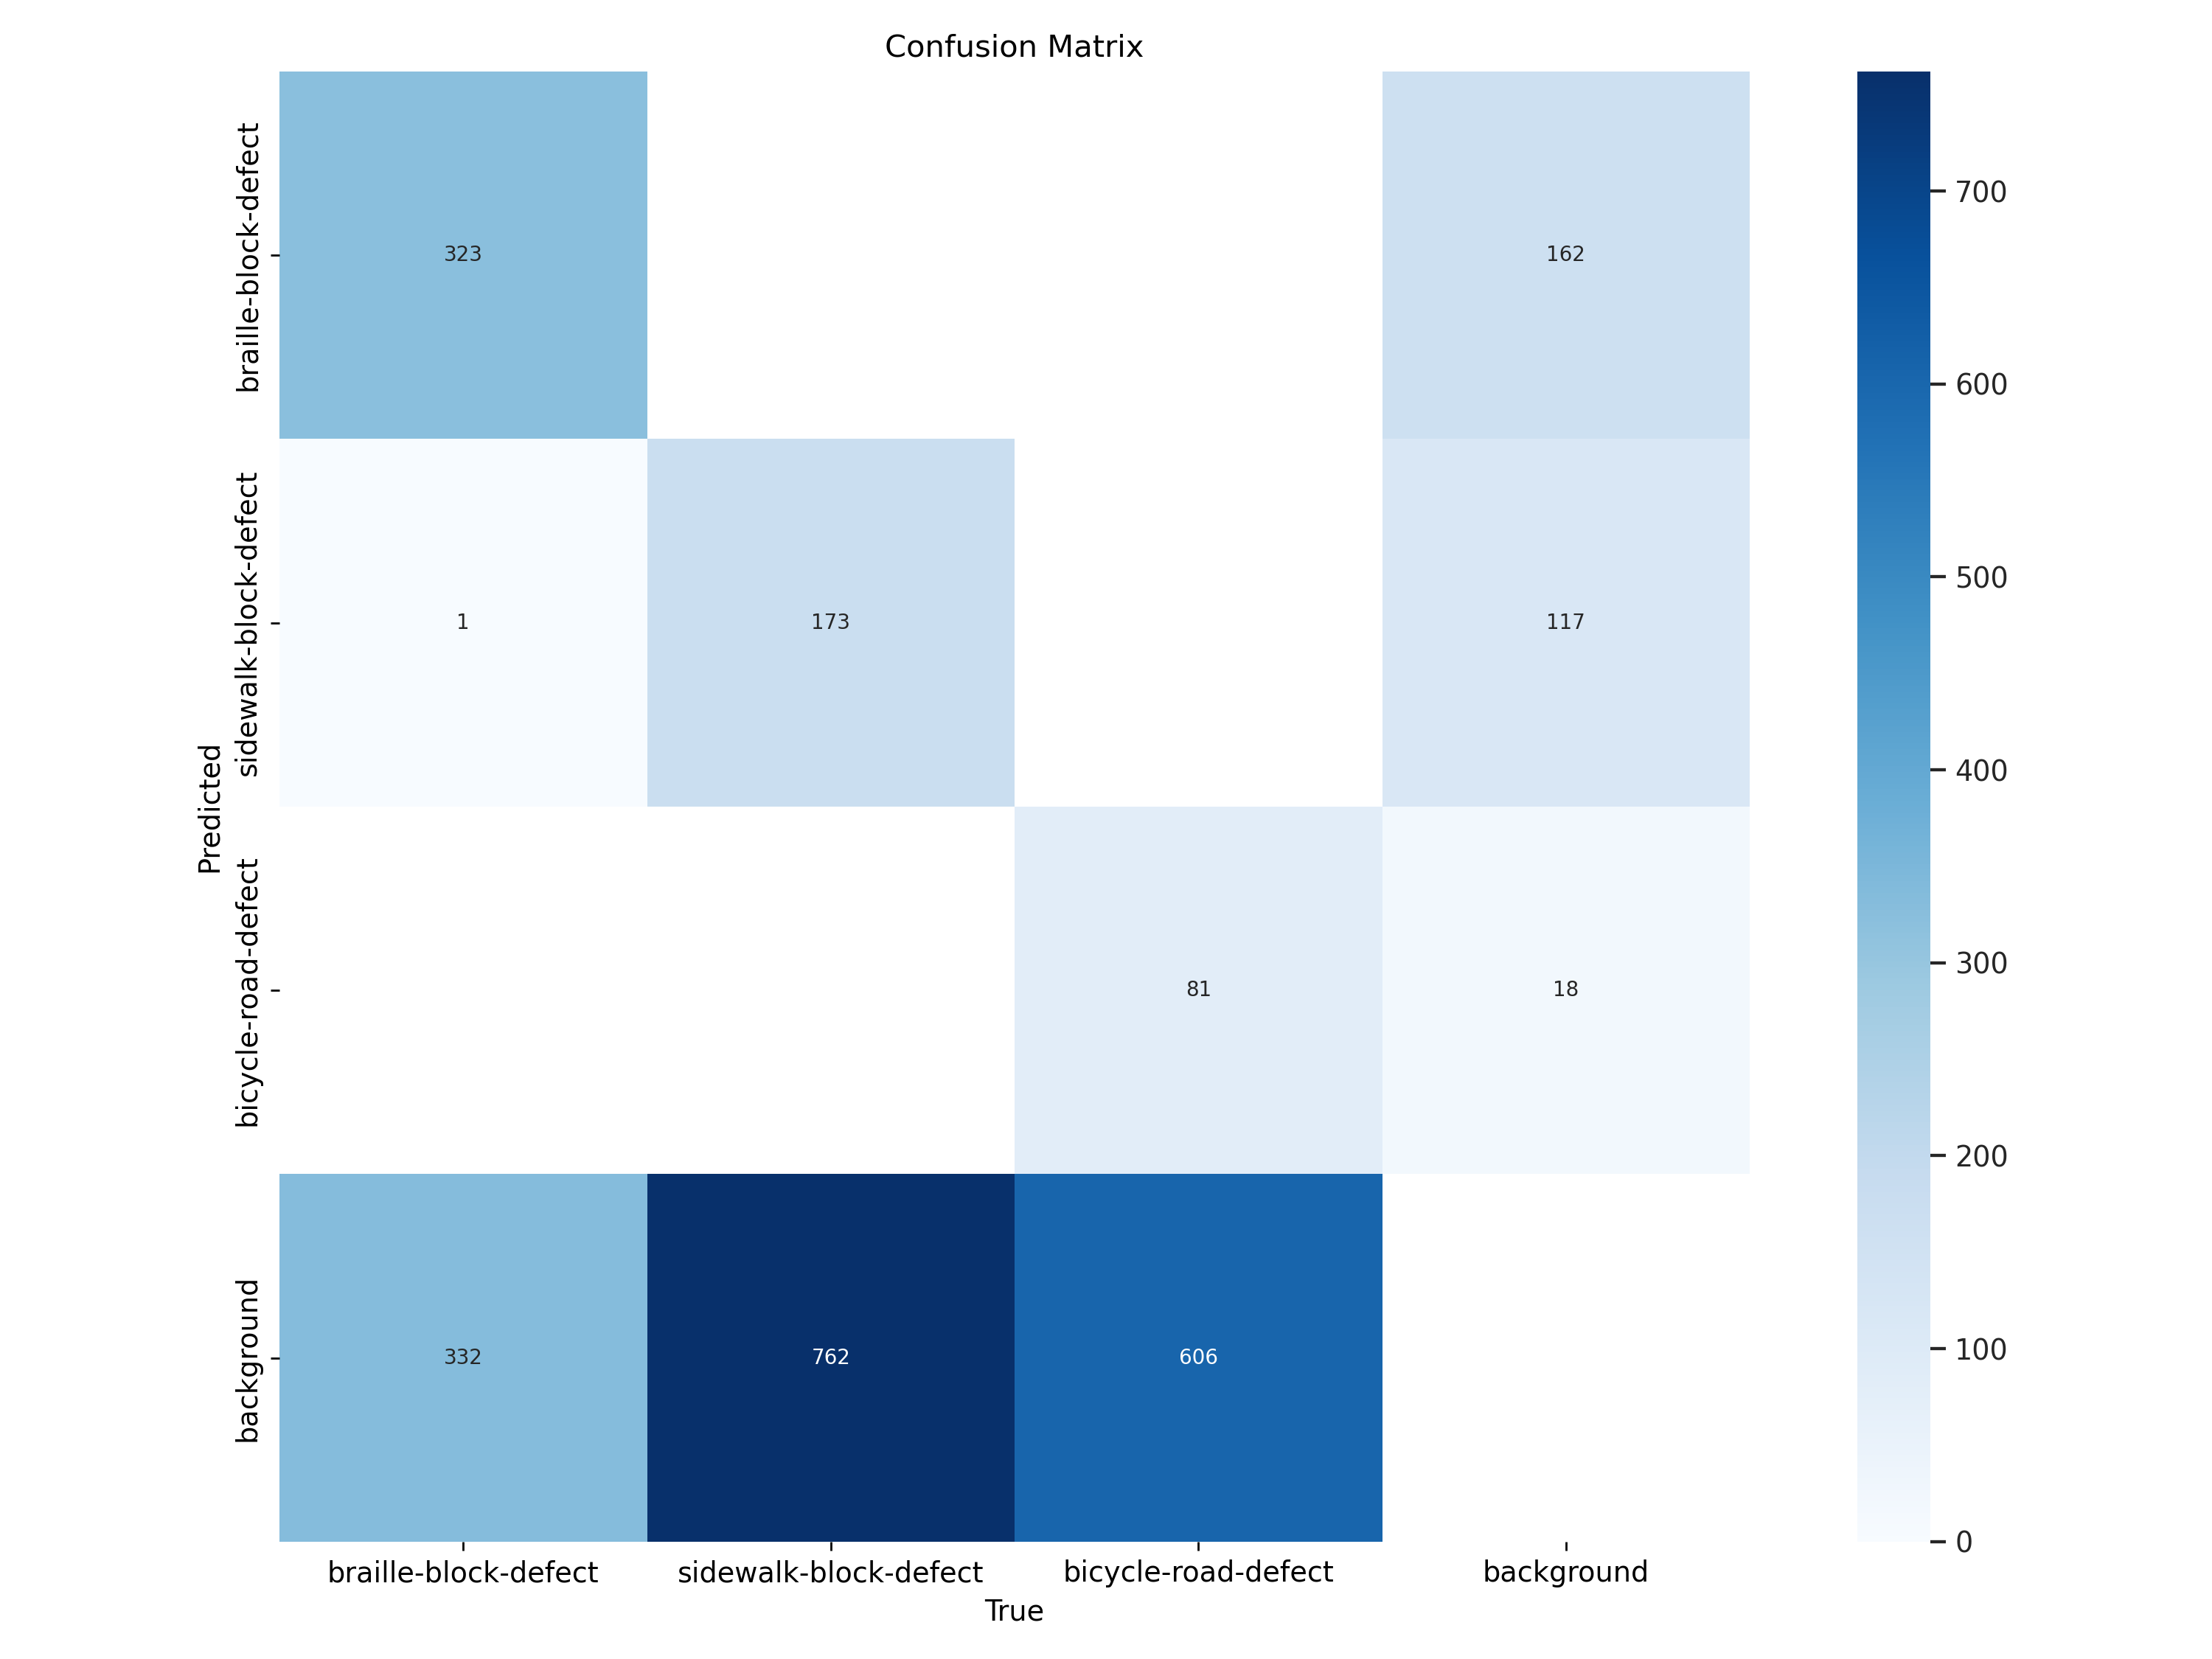 Confusion Matrix
Predicted
braille-block-defect
sidewalk-block-defect
bicycle-road-defect
background
323
162
1
173
117
81
18
332
762
606
braille-block-defect
sidewalk-block-defect
bicycle-road-defect
background
True
700
600
500
400
300
200
100
0